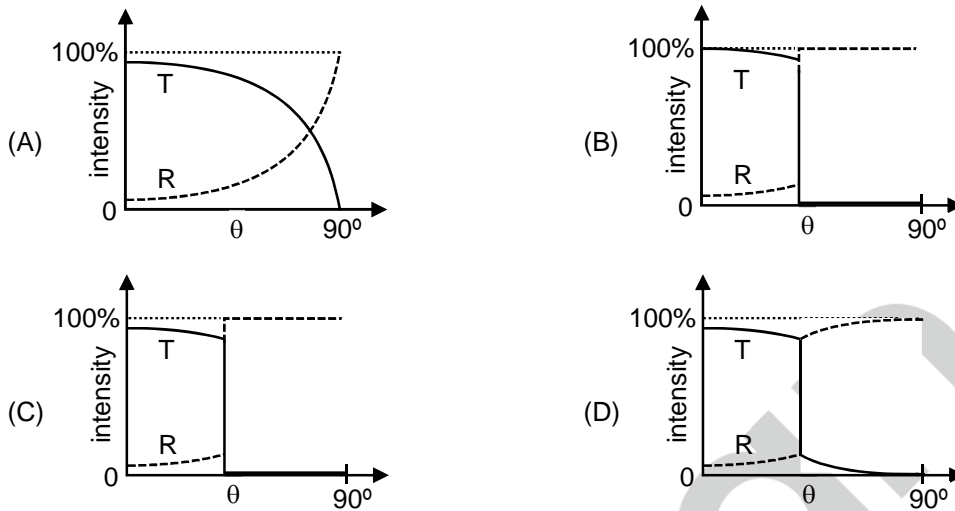 (A)
100%
intensity
T
R
0
θ
90º
(B)
100%
intensity
T
R
0
θ
90º
(C)
100%
intensity
T
R
0
θ
90º
(D)
100%
intensity
T
R
0
θ
90º